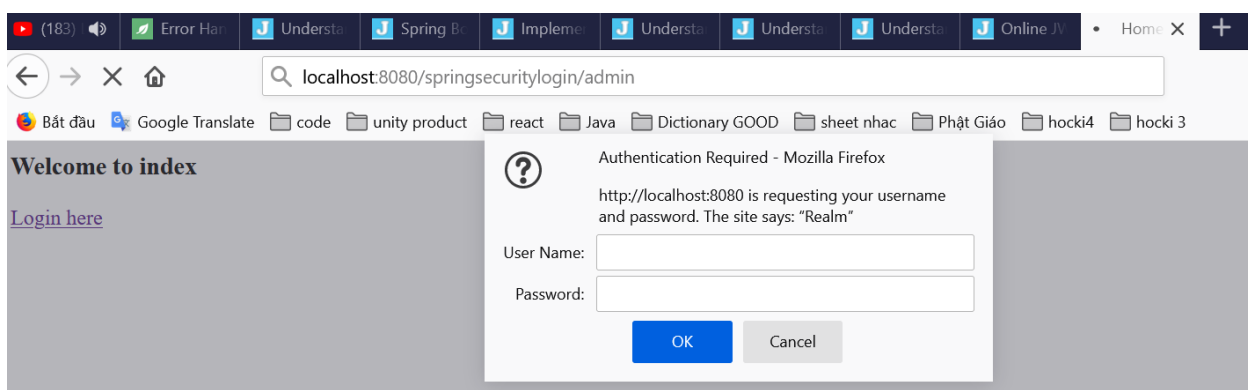 (183) Error Han Understa Spring Bo Implemen Understa Understa Understa Online JW Home
localhost:8080/springsecuritylogin/admin
Bắt đầu Google Translate code unity product react Java Dictionary GOOD sheet nhac Phật Giáo hocki4 hocki 3
Welcome to index
Login here
Authentication Required - Mozilla Firefox
http://localhost:8080 is requesting your username
and password. The site says: “Realm”
User Name:
Password:
OK Cancel